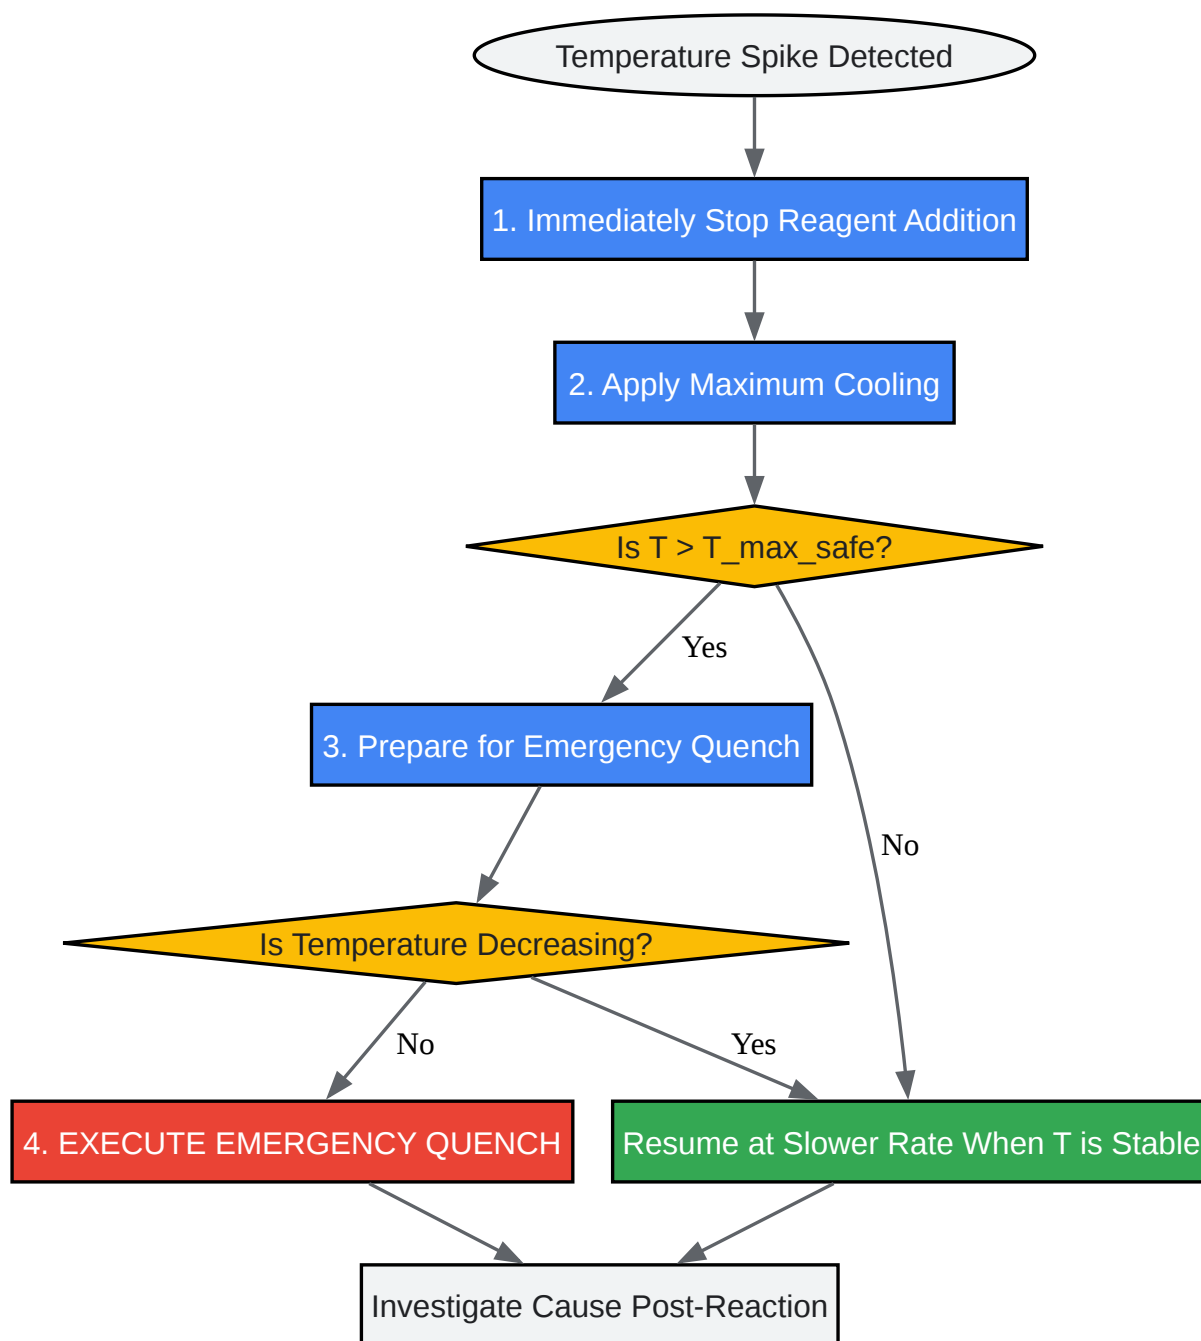 Temperature Spike Detected
1. Immediately Stop Reagent Addition
2. Apply Maximum Cooling
Is T > T_max_safe?
Yes
3. Prepare for Emergency Quench
No
Is Temperature Decreasing?
No
Yes
4. EXECUTE EMERGENCY QUENCH
Resume at Slower Rate When T is Stable
Investigate Cause Post-Reaction